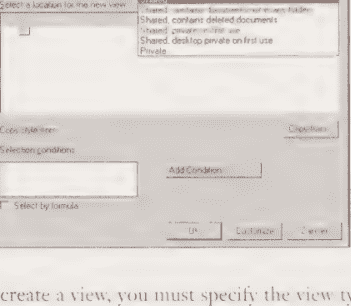 Select a location for the new view
Shared, contains documents not in any folder
Shared, contains deleted documents
Shared, private on first use
Shared, desktop private on first use
Private
Copy style from
Selection conditions
Add Condition
Select by formula
OK
Customize
Cancel
create a view, you must specify the view ty